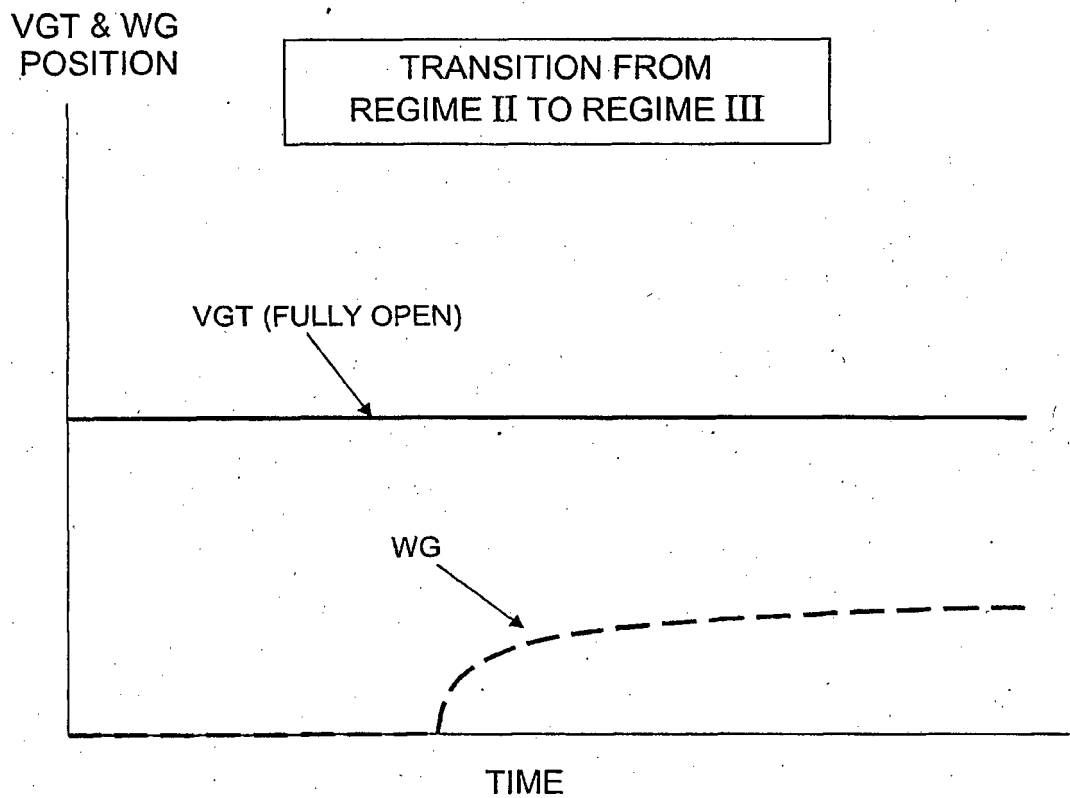 VGT & WG
POSITION
TRANSITION FROM
REGIME II TO REGIME III
VGT (FULLY OPEN)
WG
TIME